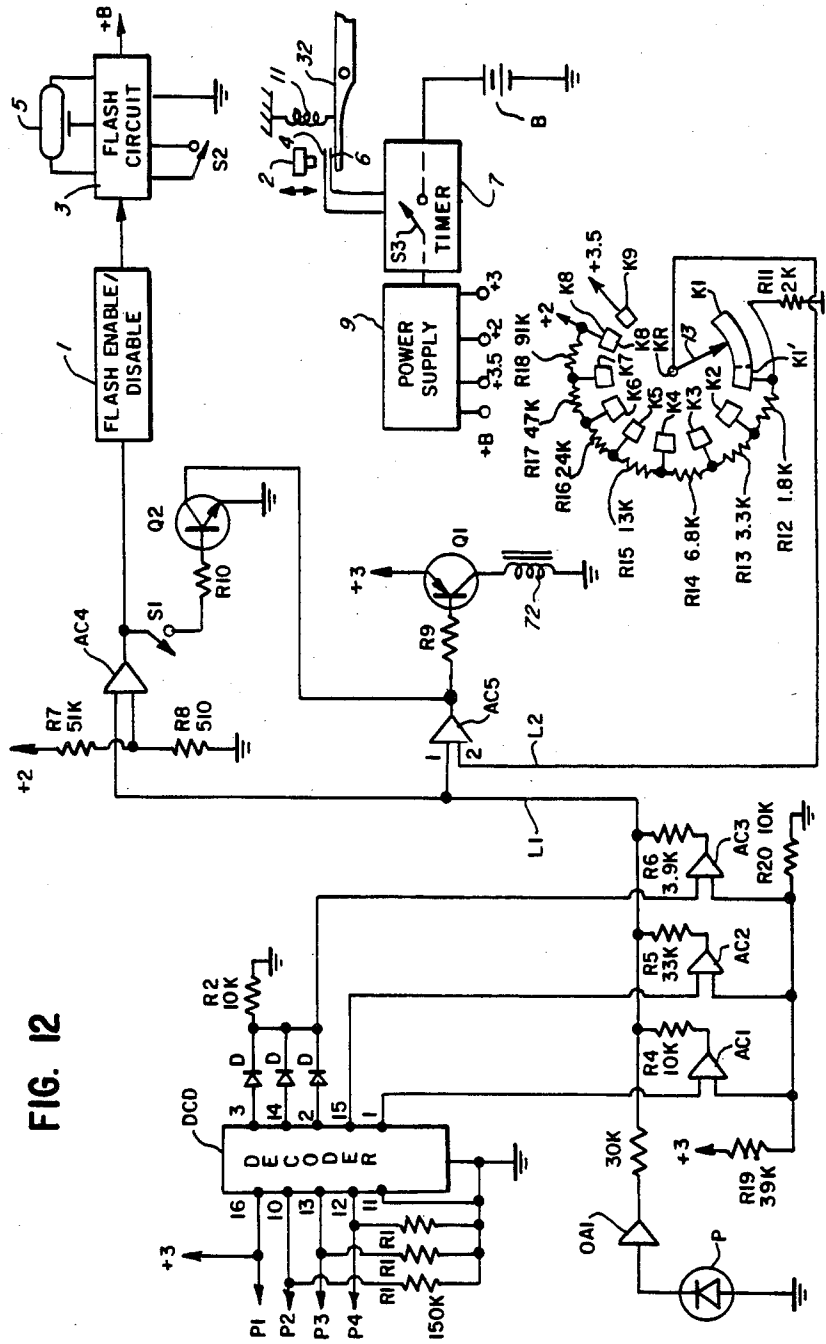 FIG. 12
+3
P1
P2
P3
P4
16
10
13
12
11
DCD
DECODER
3
14
2
15
1
D
D
D
R2
10K
R1
R1
R1
150K
P
OA1
30K
+3
R19
39K
R4
10K
AC1
R5
33K
AC2
R6
3.9K
AC3
R20 10K
L1
L2
+2
R7
51K
R8
510
AC4
S1
R10
Q2
1
2
AC5
R9
+3
Q1
72
1
FLASH ENABLE/
DISABLE
3
FLASH
CIRCUIT
5
+B
S2
2
4
6
11
32
S3
TIMER
7
B
9
POWER
SUPPLY
+B
+3.5
+2
+3
R18 91K
R17 47K
R16 24K
R15 13K
R14 6.8K
R13 3.3K
R12 1.8K
R11
2K
+2
+3.5
K9
K8
K8
K7
K6
K5
K4
K3
K2
K1
K1'
KR
13